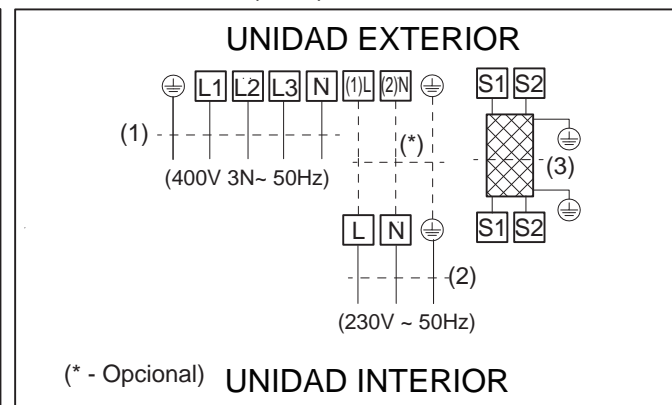 UNIDAD EXTERIOR
L1 L2 L3 N (1)L (2)N S1 S2
(1) (*) (3)
(400V 3N~ 50Hz)
L N S1 S2
(2)
(230V ~ 50Hz)
(* - Opcional) UNIDAD INTERIOR